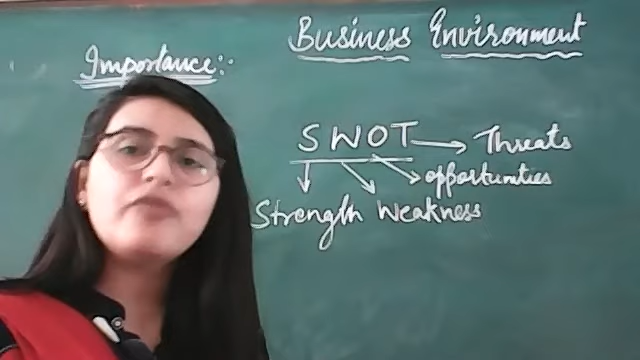 Business Environment
Importance:-
SWOT → Threats
opportunities
Strength Weakness